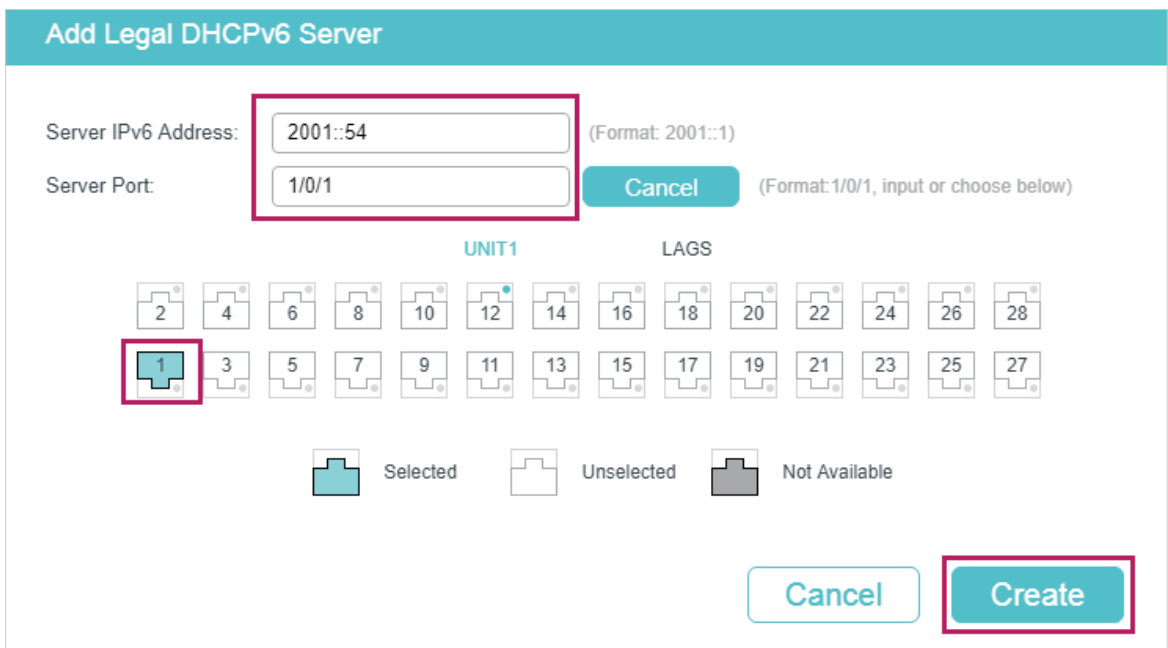 Add Legal DHCPv6 Server
Server IPv6 Address: 2001::54 (Format: 2001::1)
Server Port: 1/0/1 Cancel (Format:1/0/1, input or choose below)
UNIT1 LAGS
2 4 6 8 10 12 14 16 18 20 22 24 26 28
1 3 5 7 9 11 13 15 17 19 21 23 25 27
Selected Unselected Not Available
Cancel Create